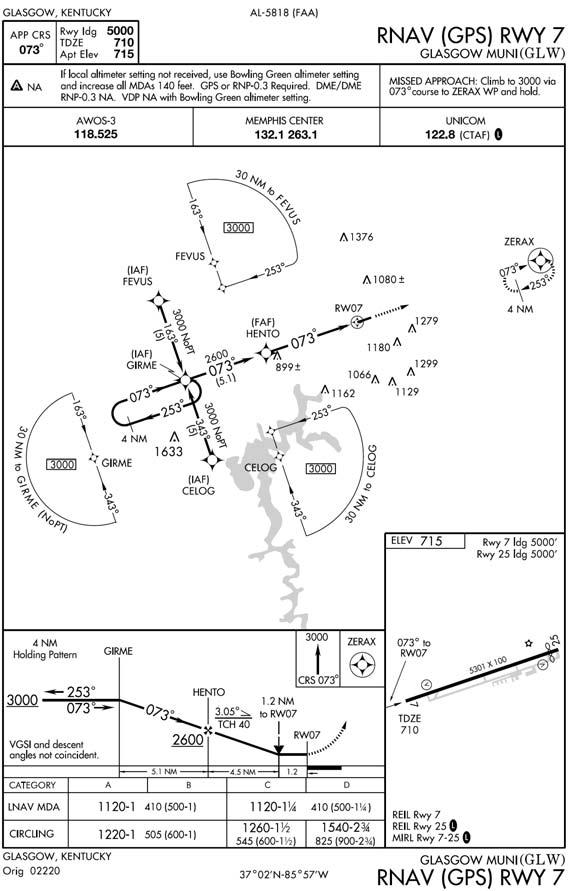 GLASGOW, KENTUCKY
AL-5818 (FAA)
RNAV (GPS) RWY 7
GLASGOW MUNI (GLW)
APP CRS
073°
Rwy ldg 5000
TDZE 710
Apt Elev 715
A NA
If local altimeter setting not received, use Bowling Green altimeter setting
and increase all MDAs 140 feet. GPS or RNP-0.3 Required. DME/DME
RNP-0.3 NA. VDP NA with Bowling Green altimeter setting.
MISSED APPROACH: Climb to 3000 via
073° course to ZERAX WP and hold.
AWOS-3
118.525
MEMPHIS CENTER
132.1 263.1
UNICOM
122.8 (CTAF) L
30 NM to FEVUS
163°
3000
FEVUS
253°
1376
ZERAX
073°
253°
4 NM
1080 ±
(IAF)
FEVUS
3000 NoPT
163°
(5)
RW07
(FAF)
HENTO
073°
1279
1180
(IAF)
GIRME
2600
073°
(5.1)
899±
1299
1066
1129
1162
073°
253°
4 NM
3000 NoPT
343°
(5)
1633
(IAF)
CELOG
163°
3000
GIRME
343°
30 NM to GIRME (NoPT)
253°
CELOG
3000
343°
30 NM to CELOG
ELEV 715
Rwy 7 ldg 5000'
Rwy 25 ldg 5000'
073° to
RW07
5301 X 100
25
7
V
V
TDZE
710
REIL Rwy 7
REIL Rwy 25 L
MIRL Rwy 7-25 L
4 NM
Holding Pattern
GIRME
3000
CRS 073°
ZERAX
3000
253°
073°
073°
HENTO
2600
3.05°
TCH 40
1.2 NM
to RW07
RW07
VGSI and descent
angles not coincident.
5.1 NM
4.5 NM
1.2
CATEGORY A B C D
LNAV MDA 1120-1 410 (500-1) 1120-1¼ 410 (500-1¼)
CIRCLING 1220-1 505 (600-1) 1260-1½ 545 (600-1½) 1540-2¾ 825 (900-2¾)
GLASGOW, KENTUCKY
Orig 02220
37°02'N-85°57'W
GLASGOW MUNI (GLW)
RNAV (GPS) RWY 7